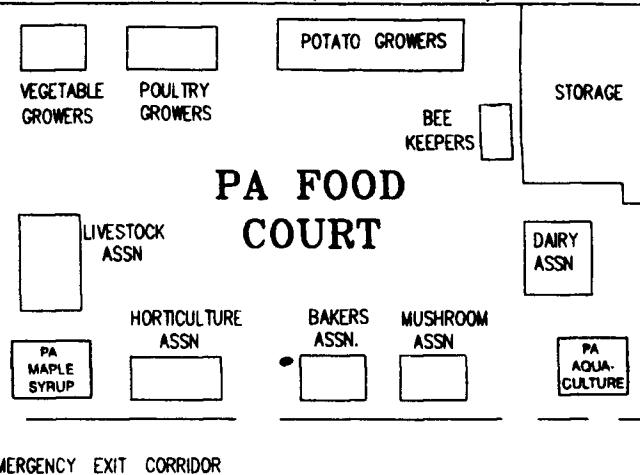 POTATO GROWERS
VEGETABLE
GROWERS
POULTRY
GROWERS
STORAGE
BEE
KEEPERS
PA FOOD
COURT
LIVESTOCK
ASSN
DAIRY
ASSN
HORTICULTURE
ASSN
BAKERS
ASSN.
MUSHROOM
ASSN
PA
MAPLE
SYRUP
PA
AQUA-
CULTURE
MERGENCY EXIT CORRIDOR